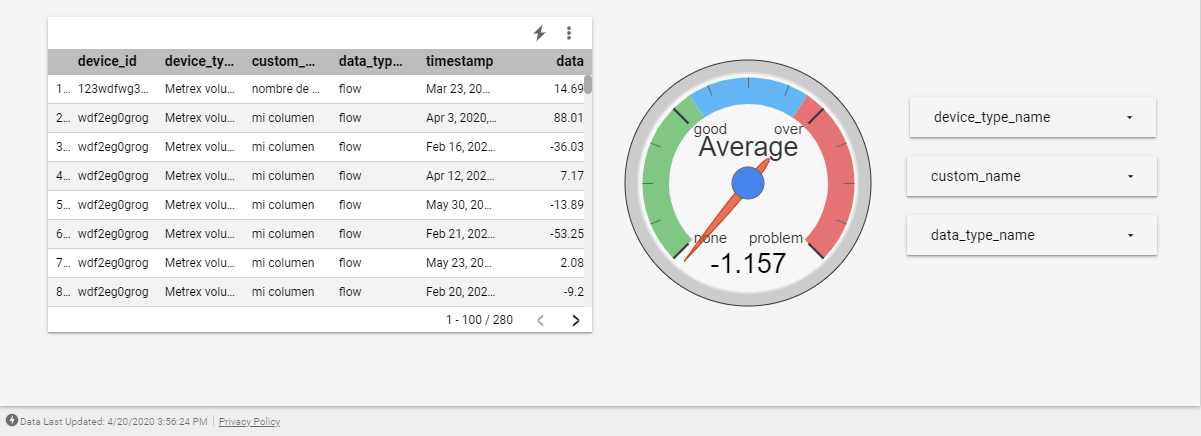 device_id device_ty... custom_... data_typ... timestamp data
1... 123wdfwg3... Metrex volu... nombre de ... flow Mar 23, 20... 14.69
2... wdf2eg0grog Metrex volu... mi columen flow Apr 3, 2020,... 88.01
3... wdf2eg0grog Metrex volu... mi columen flow Feb 16, 202... -36.03
4... wdf2eg0grog Metrex volu... mi columen flow Apr 12, 202... 7.17
5... wdf2eg0grog Metrex volu... mi columen flow May 30, 20... -13.89
6... wdf2eg0grog Metrex volu... mi columen flow Feb 21, 202... -53.25
7... wdf2eg0grog Metrex volu... mi columen flow May 23, 20... 2.08
8... wdf2eg0grog Metrex volu... mi columen flow Feb 20, 202... -9.2
1 - 100 / 280
good over
Average
none problem
-1.157
device_type_name
custom_name
data_type_name
Data Last Updated: 4/20/2020 3:56:24 PM Privacy Policy